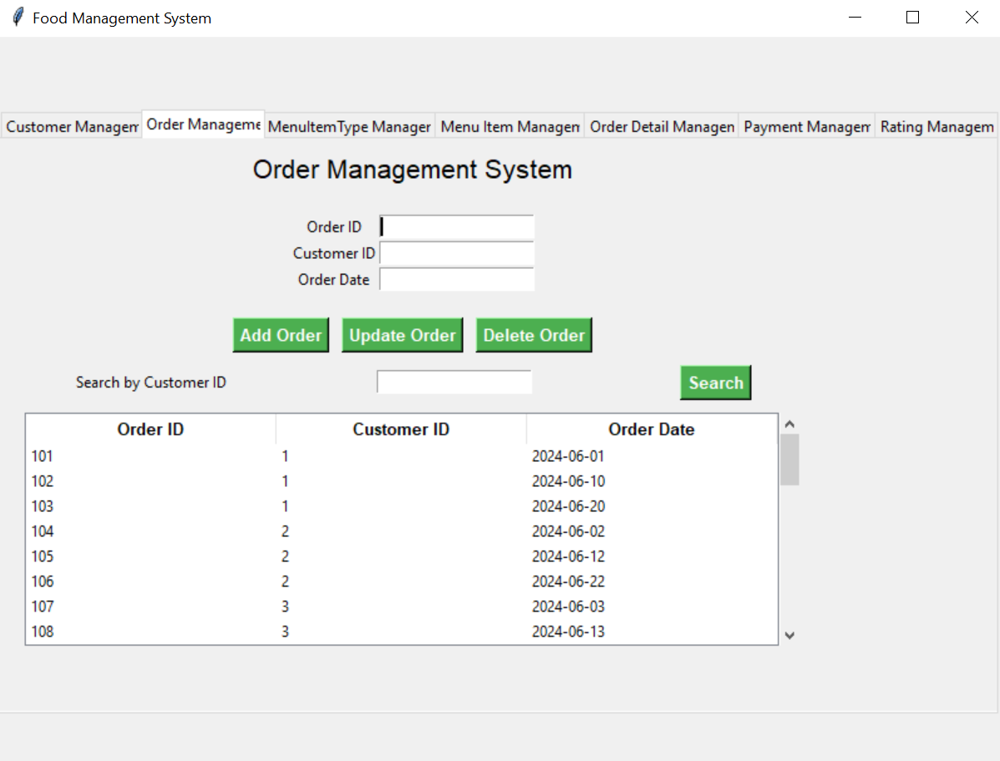 Food Management System
Customer Managem Order Manageme MenuItemType Manager Menu Item Managem Order Detail Managen Payment Managem Rating Managem
Order Management System
Order ID
Customer ID
Order Date
Add Order Update Order Delete Order
Search by Customer ID Search
Order ID Customer ID Order Date
101 1 2024-06-01
102 1 2024-06-10
103 1 2024-06-20
104 2 2024-06-02
105 2 2024-06-12
106 2 2024-06-22
107 3 2024-06-03
108 3 2024-06-13